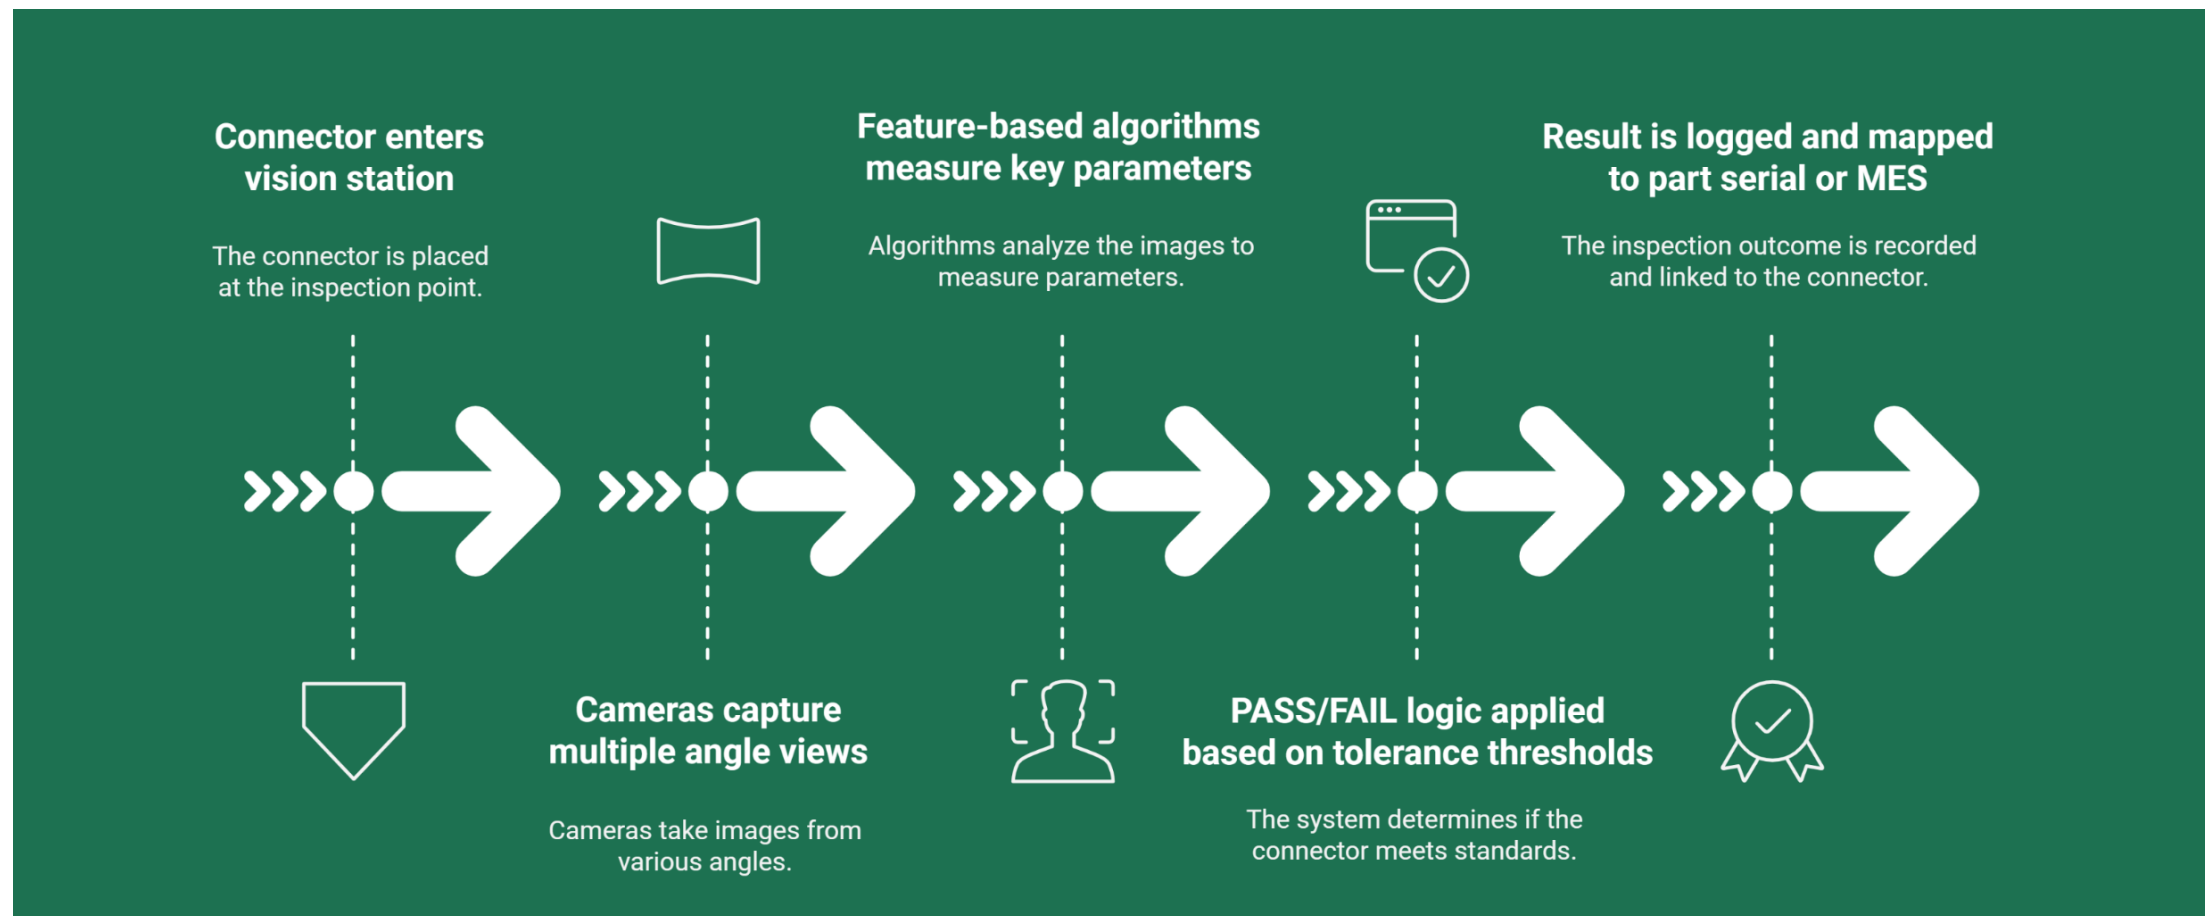 Connector enters
vision station
The connector is placed
at the inspection point.
Cameras capture
multiple angle views
Cameras take images from
various angles.
Feature-based algorithms
measure key parameters
Algorithms analyze the images to
measure parameters.
PASS/FAIL logic applied
based on tolerance thresholds
The system determines if the
connector meets standards.
Result is logged and mapped
to part serial or MES
The inspection outcome is recorded
and linked to the connector.